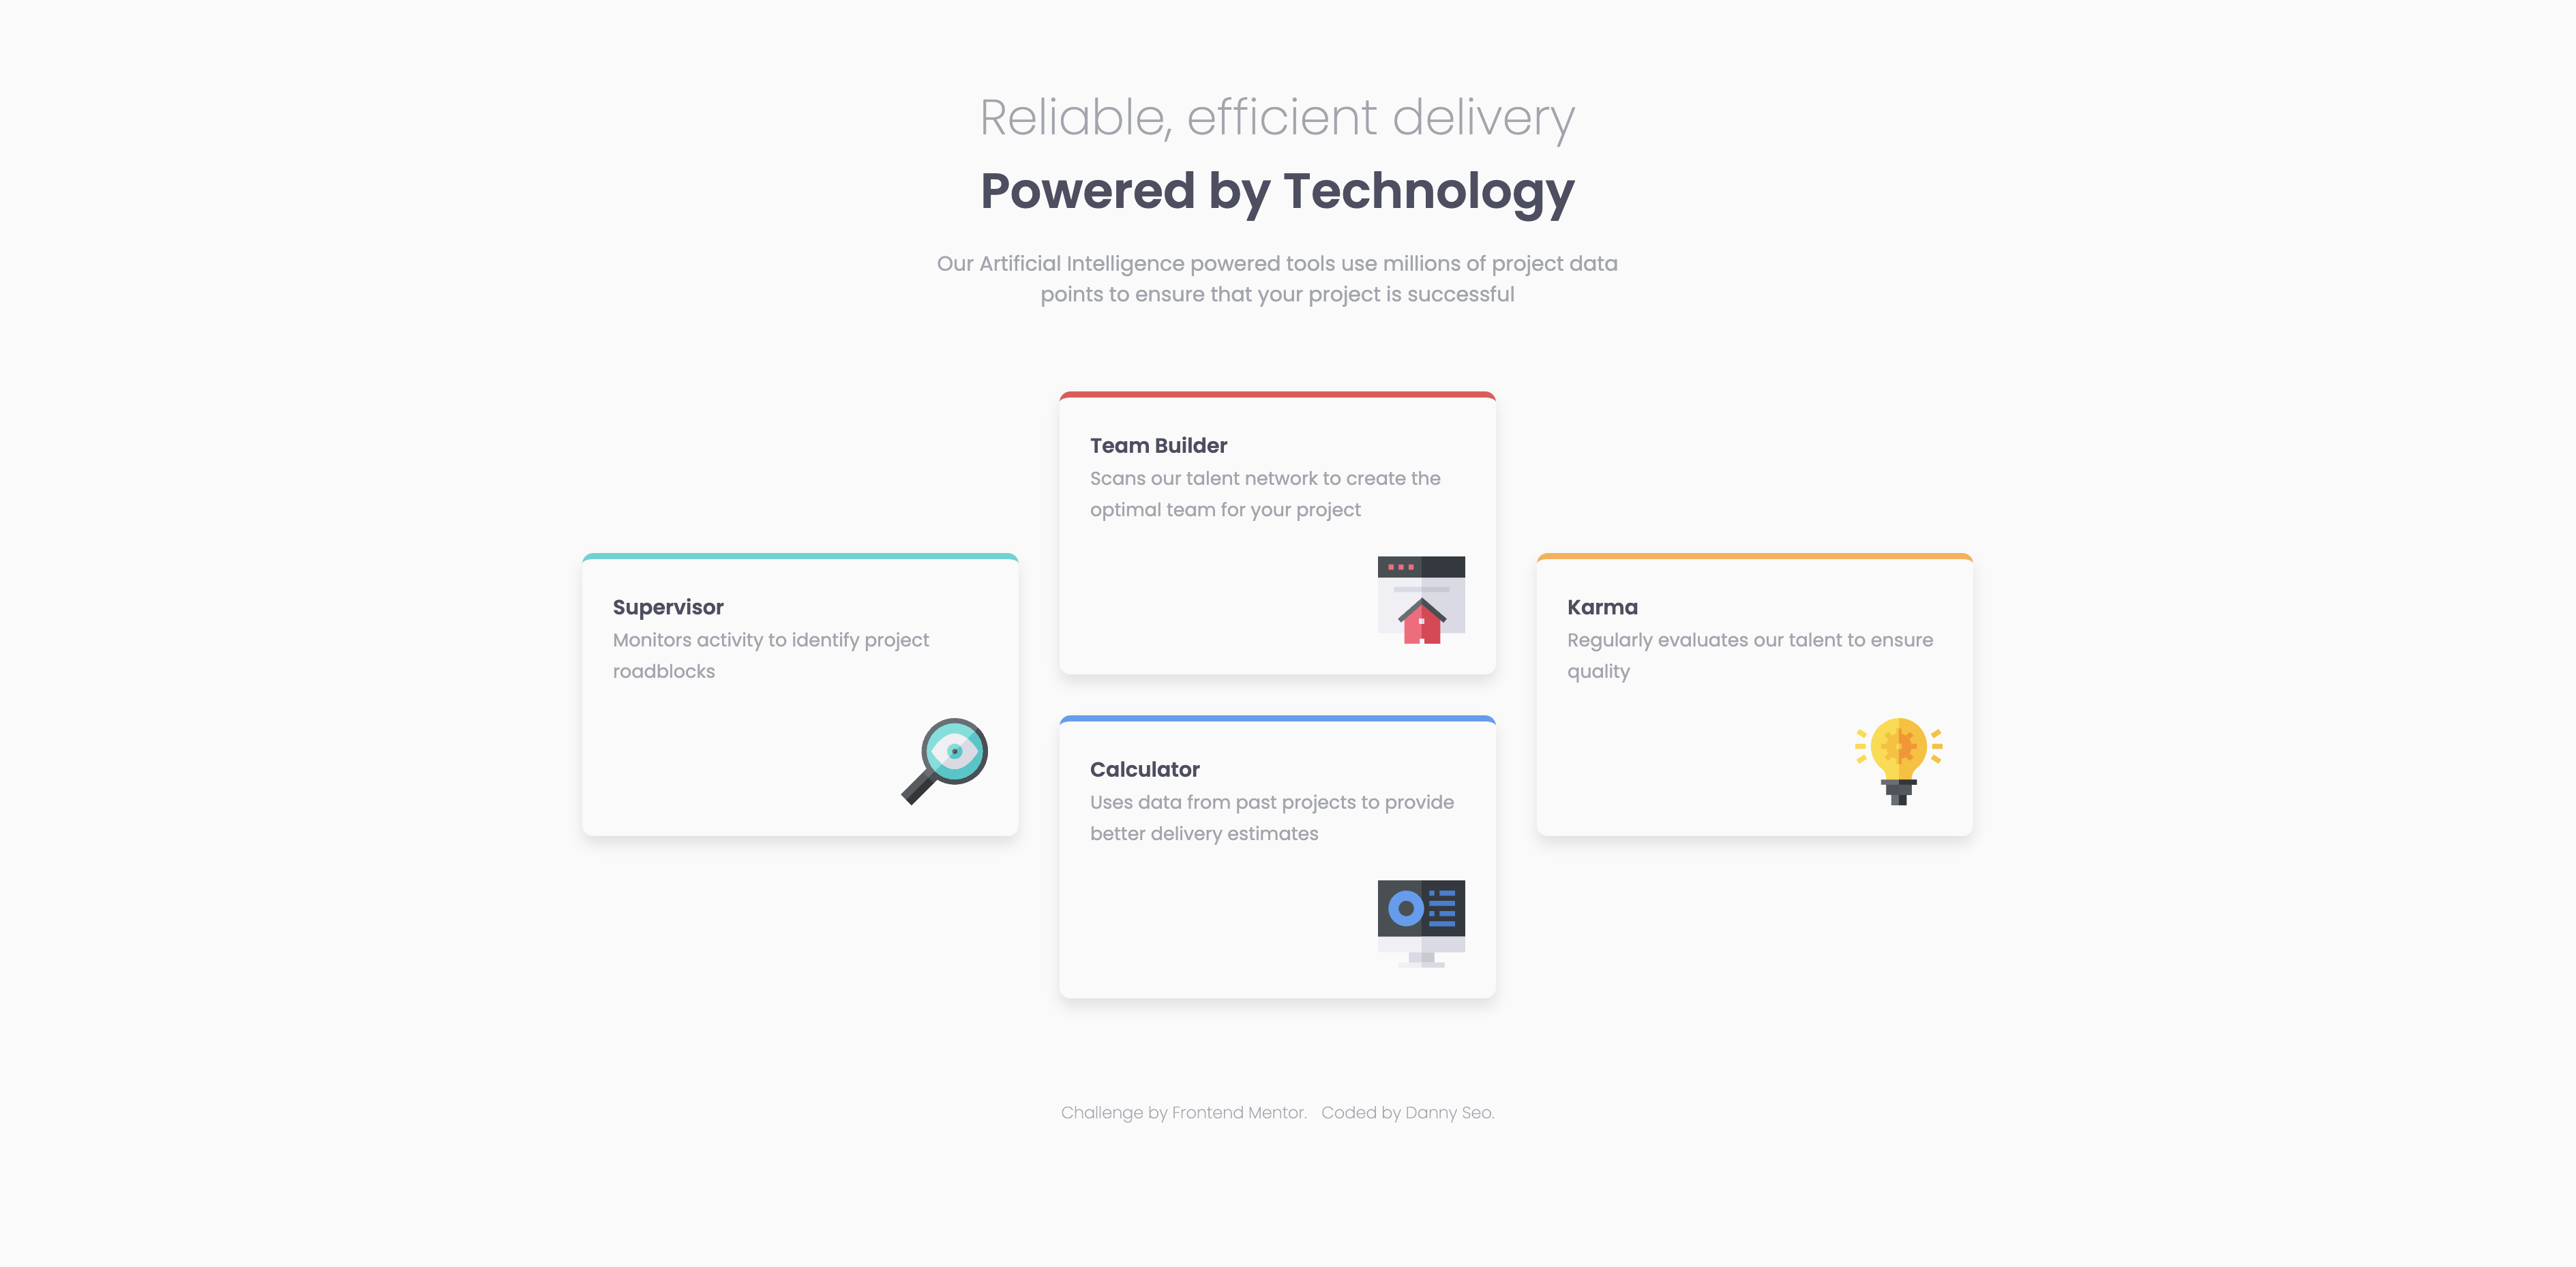 Reliable, efficient delivery
Powered by Technology
Our Artificial Intelligence powered tools use millions of project data
points to ensure that your project is successful
Supervisor
Monitors activity to identify project
roadblocks
Team Builder
Scans our talent network to create the
optimal team for your project
Calculator
Uses data from past projects to provide
better delivery estimates
Karma
Regularly evaluates our talent to ensure
quality
Challenge by Frontend Mentor. Coded by Danny Seo.